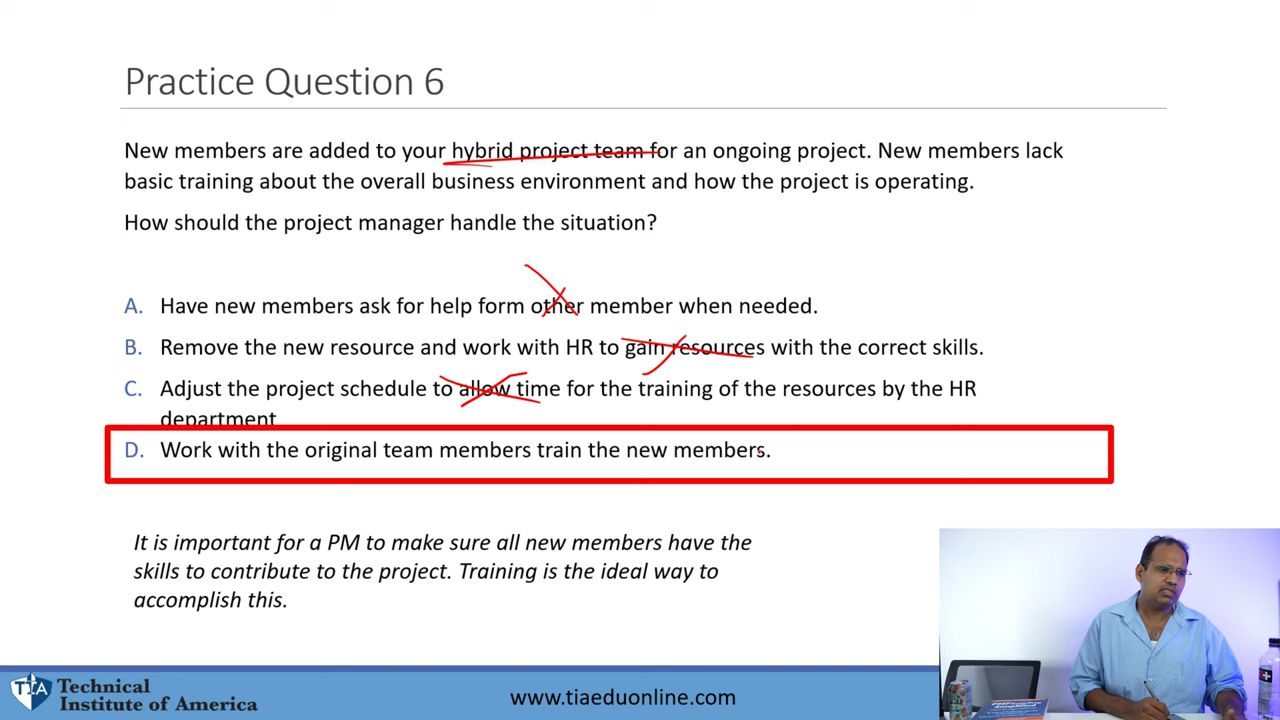 Practice Question 6
New members are added to your hybrid project team for an ongoing project. New members lack
basic training about the overall business environment and how the project is operating.
How should the project manager handle the situation?
A. Have new members ask for help form other member when needed.
B. Remove the new resource and work with HR to gain resources with the correct skills.
C. Adjust the project schedule to allow time for the training of the resources by the HR
department
D. Work with the original team members train the new members.
It is important for a PM to make sure all new members have the
skills to contribute to the project. Training is the ideal way to
accomplish this.
TIA
Technical
Institute of America
www.tiaeduonline.com